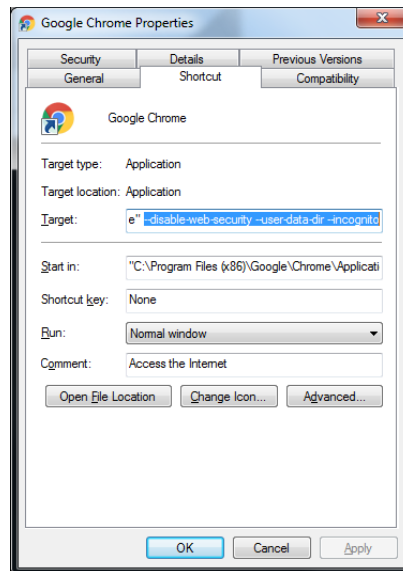 Google Chrome Properties
Security Details Previous Versions
General Shortcut Compatibility
Google Chrome
Target type: Application
Target location: Application
Target: e" --disable-web-security --user-data-dir --incognito
Start in: "C:\Program Files (x86)\Google\Chrome\Applicati
Shortcut key: None
Run: Normal window
Comment: Access the Internet
Open File Location Change Icon... Advanced...
OK Cancel Apply